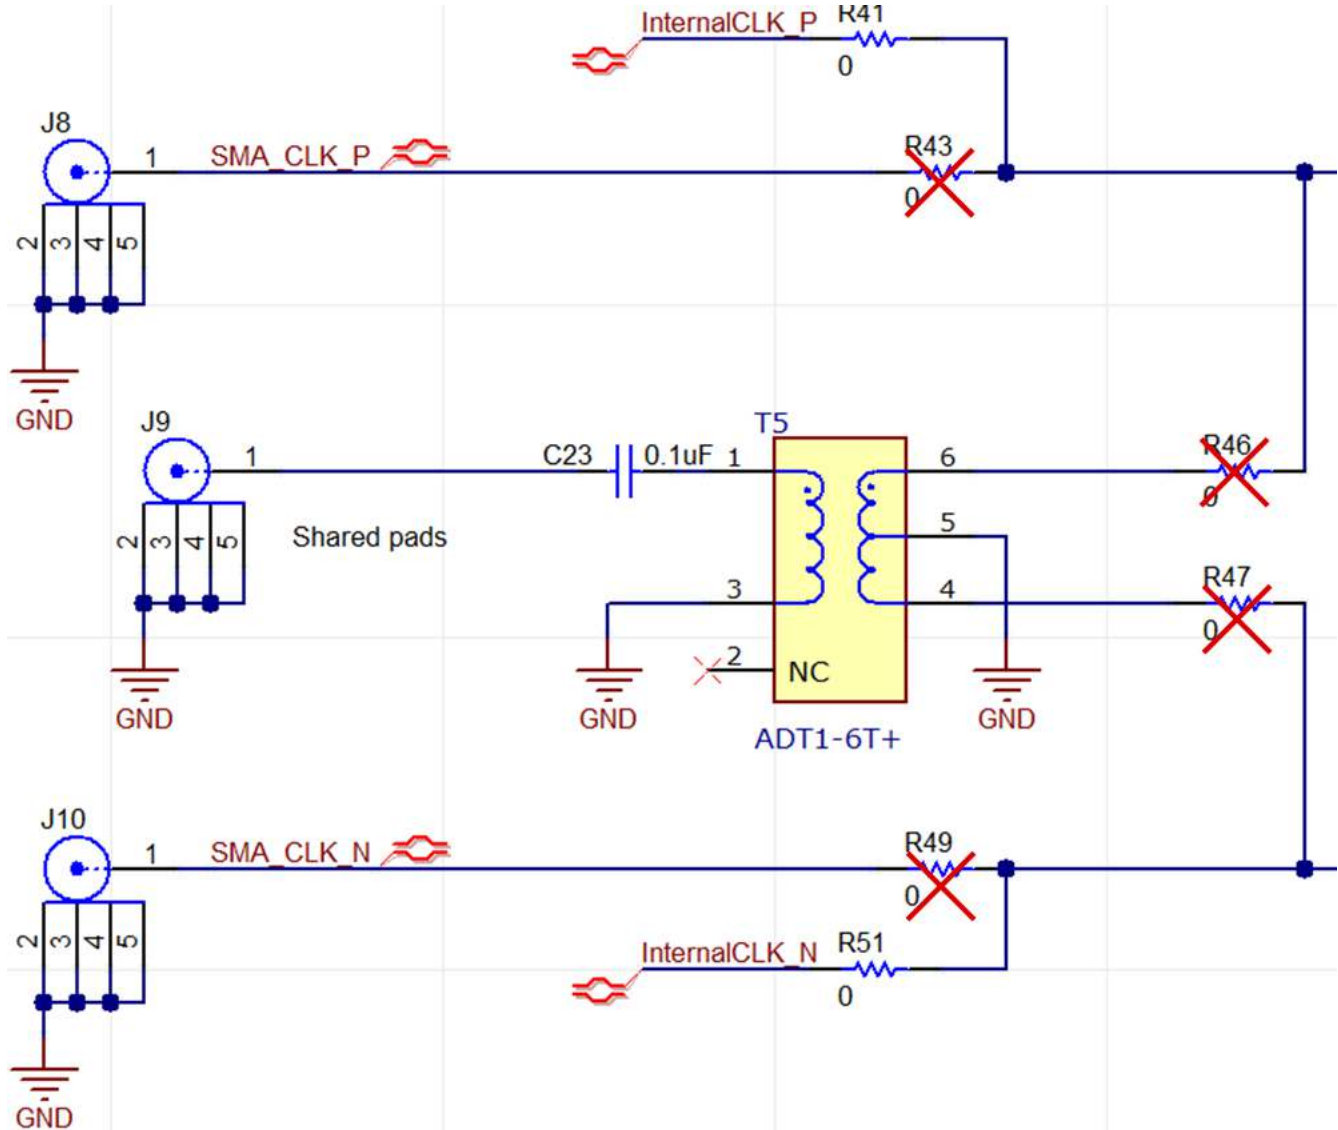 InternalCLK_P
R41
0
J8
1
SMA_CLK_P
R43
0
2
3
4
5
GND
J9
1
C23
0.1uF
T5
1
6
R46
0
2
3
4
5
Shared pads
5
3
4
R47
0
2
NC
GND
GND
GND
ADT1-6T+
J10
1
SMA_CLK_N
R49
0
2
3
4
5
InternalCLK_N
R51
0
GND